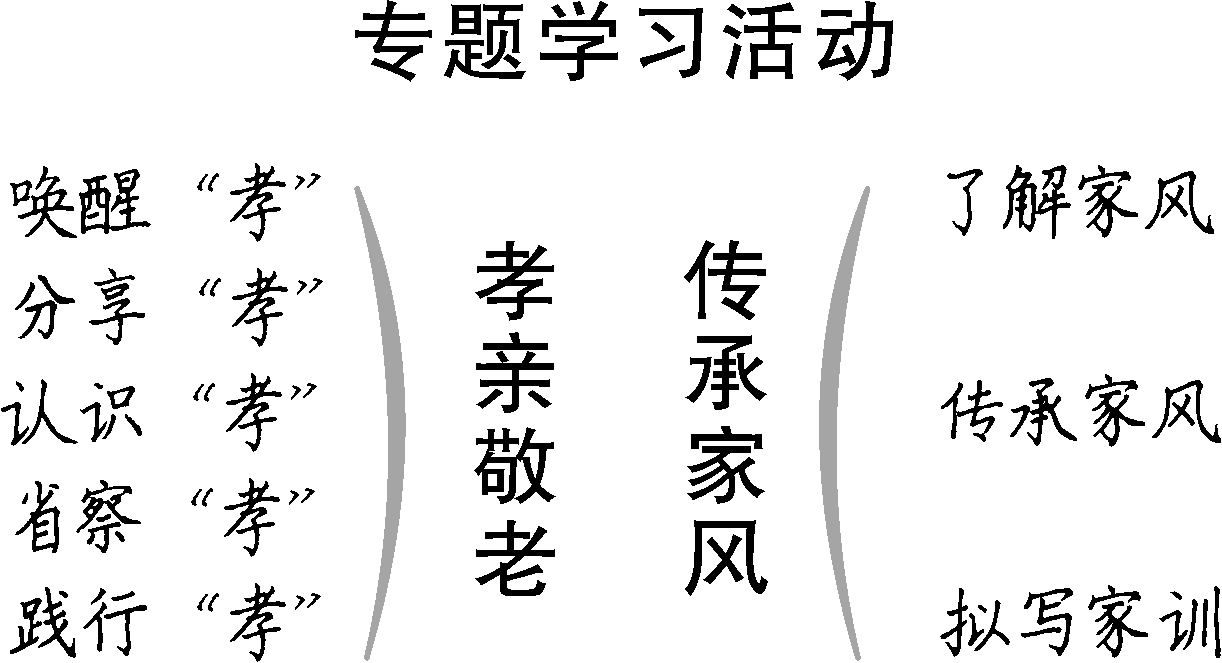 专题学习活动
唤醒“孝”
分享“孝”
认识“孝”
省察“孝”
践行“孝”
孝亲敬老
传承家风
了解家风
传承家风
拟写家训